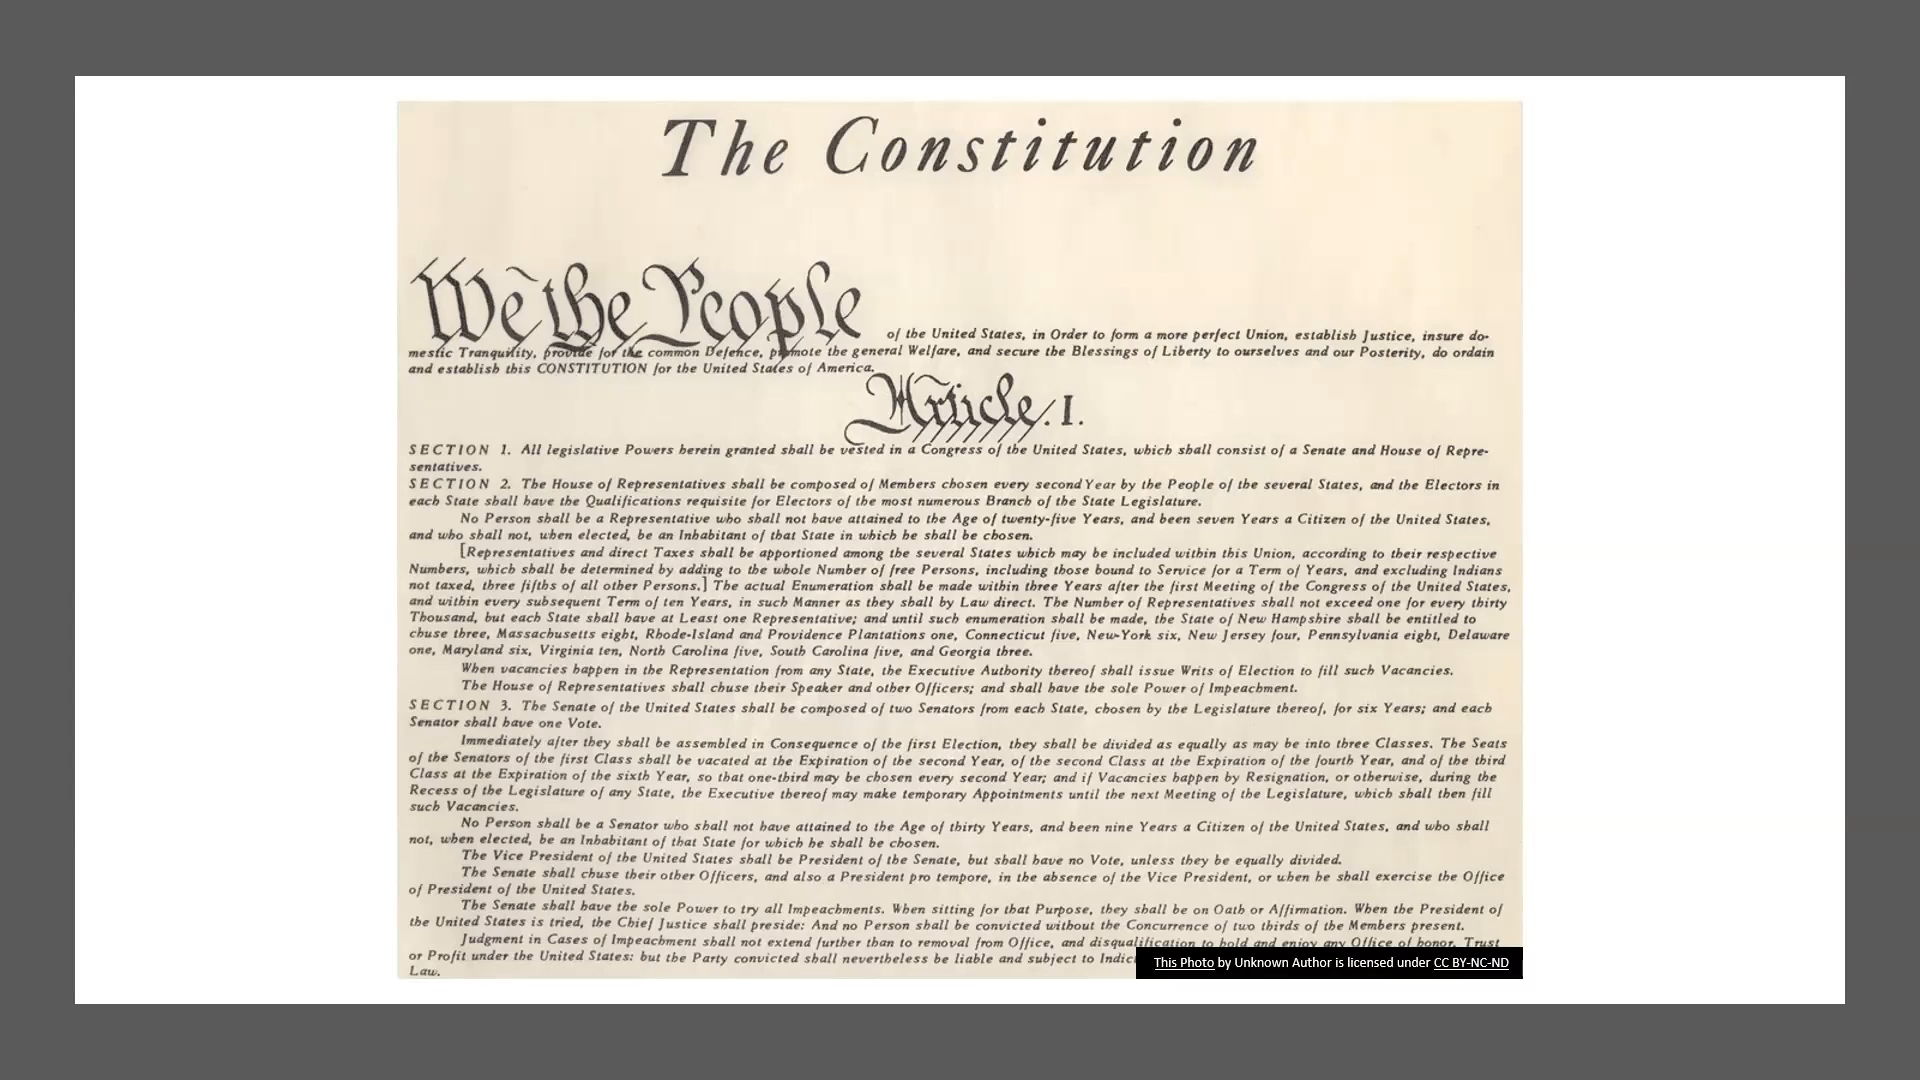 The Constitution
We the People of the United States, in Order to form a more perfect Union, establish Justice, insure do-
mestic Tranquility, provide for the common Defence, promote the general Welfare, and secure the Blessings of Liberty to ourselves and our Posterity, do ordain
and establish this CONSTITUTION for the United States of America.
Article. I.
SECTION 1. All legislative Powers herein granted shall be vested in a Congress of the United States, which shall consist of a Senate and House of Repre-
sentatives.
SECTION 2. The House of Representatives shall be composed of Members chosen every second Year by the People of the several States, and the Electors in
each State shall have the Qualifications requisite for Electors of the most numerous Branch of the State Legislature.
No Person shall be a Representative who shall not have attained to the Age of twenty-five Years, and been seven Years a Citizen of the United States,
and who shall not, when elected, be an Inhabitant of that State in which he shall be chosen.
[Representatives and direct Taxes shall be apportioned among the several States which may be included within this Union, according to their respective
Numbers, which shall be determined by adding to the whole Number of free Persons, including those bound to Service for a Term of Years, and excluding Indians
not taxed, three fifths of all other Persons.] The actual Enumeration shall be made within three Years after the first Meeting of the Congress of the United States,
and within every subsequent Term of ten Years, in such Manner as they shall by Law direct. The Number of Representatives shall not exceed one for every thirty
Thousand, but each State shall have at Least one Representative; and until such enumeration shall be made, the State of New Hampshire shall be entitled to
chuse three, Massachusetts eight, Rhode-Island and Providence Plantations one, Connecticut five, New-York six, New Jersey four, Pennsylvania eight, Delaware
one, Maryland six, Virginia ten, North Carolina five, South Carolina five, and Georgia three.
When vacancies happen in the Representation from any State, the Executive Authority thereof shall issue Writs of Election to fill such Vacancies.
The House of Representatives shall chuse their Speaker and other Officers; and shall have the sole Power of Impeachment.
SECTION 3. The Senate of the United States shall be composed of two Senators from each State, chosen by the Legislature thereof, for six Years; and each
Senator shall have one Vote.
Immediately after they shall be assembled in Consequence of the first Election, they shall be divided as equally as may be into three Classes. The Seats
of the Senators of the first Class shall be vacated at the Expiration of the second Year, of the second Class at the Expiration of the fourth Year, and of the third
Class at the Expiration of the sixth Year, so that one-third may be chosen every second Year; and if Vacancies happen by Resignation, or otherwise, during the
Recess of the Legislature of any State, the Executive thereof may make temporary Appointments until the next Meeting of the Legislature, which shall then fill
such Vacancies.
No Person shall be a Senator who shall not have attained to the Age of thirty Years, and been nine Years a Citizen of the United States, and who shall
not, when elected, be an Inhabitant of that State for which he shall be chosen.
The Vice President of the United States shall be President of the Senate, but shall have no Vote, unless they be equally divided.
The Senate shall chuse their other Officers, and also a President pro tempore, in the absence of the Vice President, or when he shall exercise the Office
of President of the United States.
The Senate shall have the sole Power to try all Impeachments. When sitting for that Purpose, they shall be on Oath or Affirmation. When the President of
the United States is tried, the Chief Justice shall preside: And no Person shall be convicted without the Concurrence of two thirds of the Members present.
Judgment in Cases of Impeachment shall not extend further than to removal from Office, and disqualification to hold and enjoy any Office of honor, Trust
or Profit under the United States: but the Party convicted shall nevertheless be liable and subject to
Law.
This Photo by Unknown Author is licensed under CC BY-NC-ND